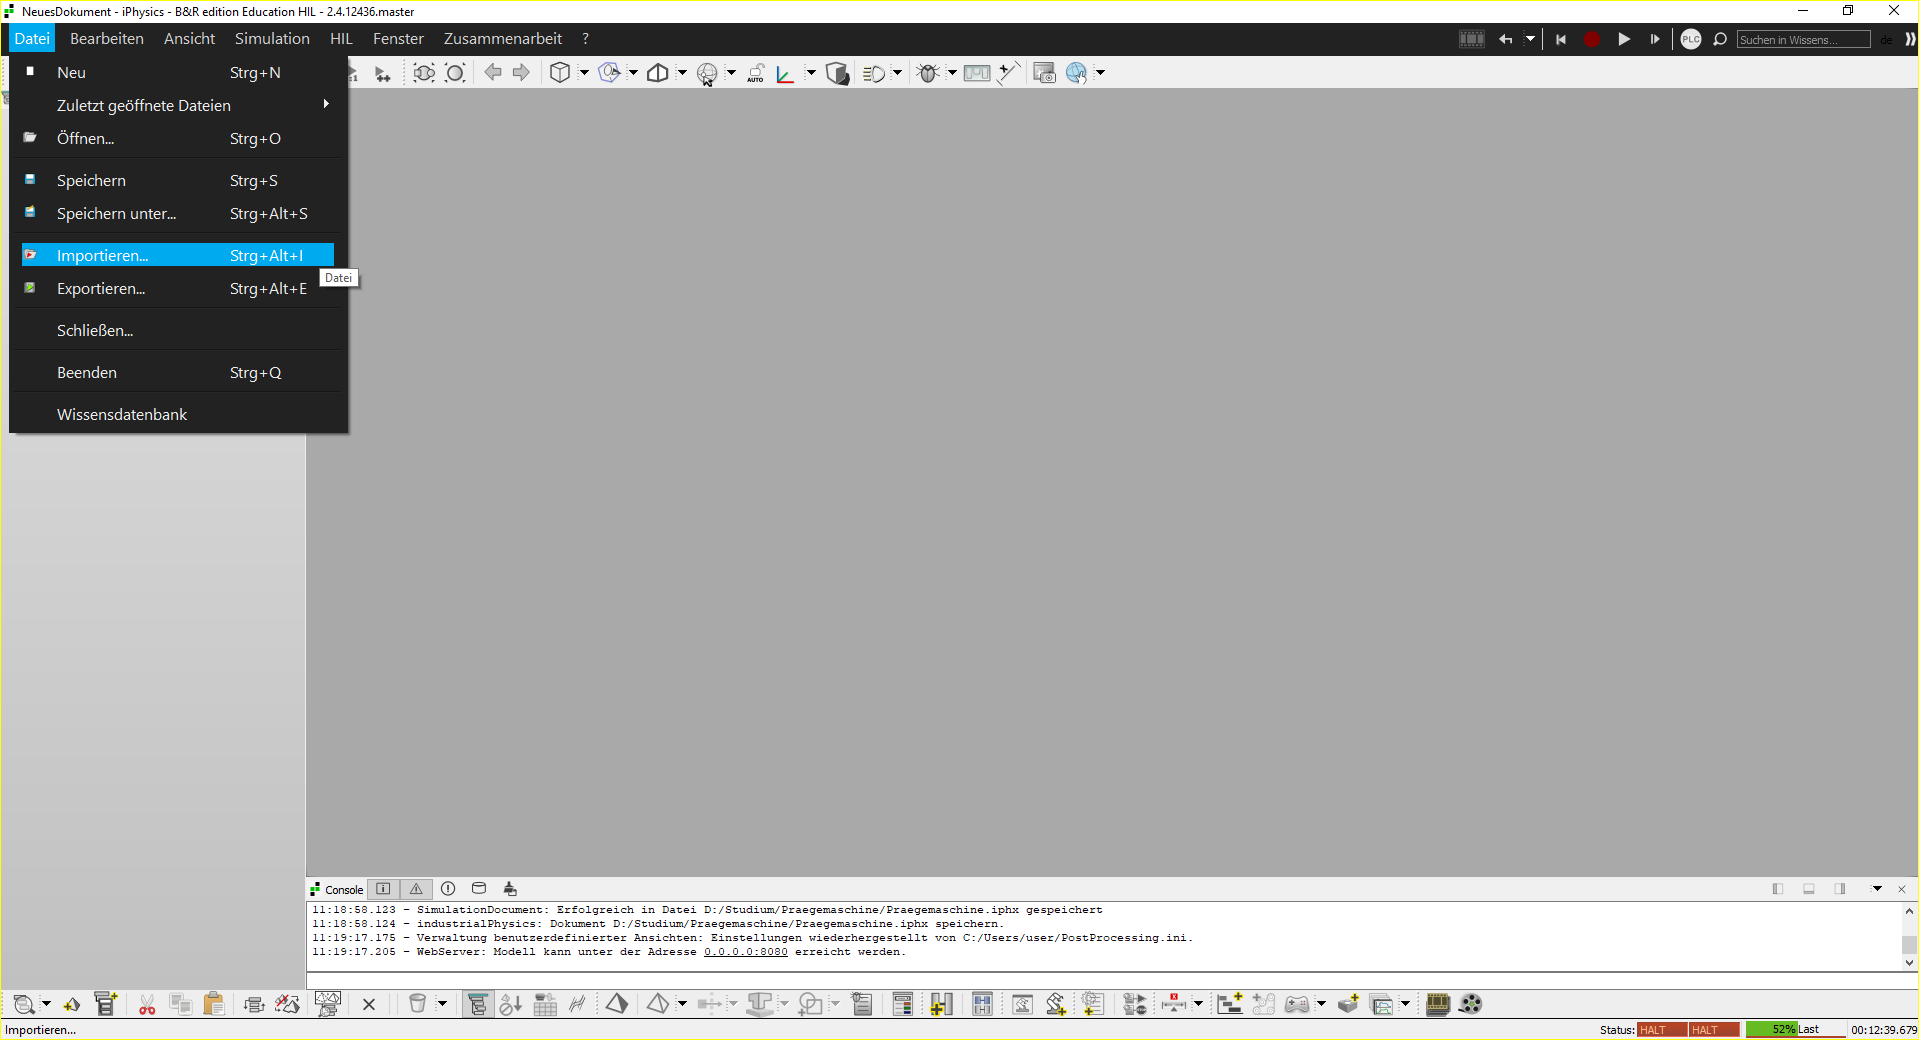 NeuesDokument - iPhysics - B&R edition Education HIL - 2.4.12436.master
Datei Bearbeiten Ansicht Simulation HIL Fenster Zusammenarbeit ?
PLC Suchen in Wissens... de
Neu Strg+N
Zuletzt geöffnete Dateien
Öffnen... Strg+O
Speichern Strg+S
Speichern unter... Strg+Alt+S
Importieren... Strg+Alt+I
Datei
Exportieren... Strg+Alt+E
Schließen...
Beenden Strg+Q
Wissensdatenbank
AUTO
Console
11:18:58.123 - SimulationDocument: Erfolgreich in Datei D:/Studium/Praegemaschine/Praegemaschine.iphx gespeichert
11:18:58.124 - industrialPhysics: Dokument D:/Studium/Praegemaschine/Praegemaschine.iphx speichern.
11:19:17.175 - Verwaltung benutzerdefinierter Ansichten: Einstellungen wiederhergestellt von C:/Users/user/PostProcessing.ini.
11:19:17.205 - WebServer: Modell kann unter der Adresse 0.0.0.0:8080 erreicht werden.
Importieren...
Status: HALT HALT 52% Last 00:12:39.679